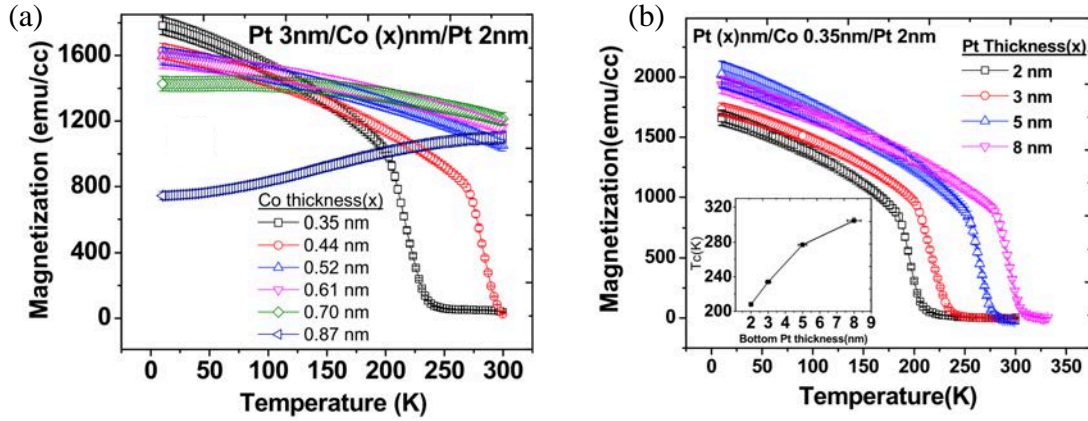 (a)
Pt 3nm/Co (x)nm/Pt 2nm
Magnetization (emu/cc)
1600
1200
800
400
0
Co thickness(x)
0.35 nm
0.44 nm
0.52 nm
0.61 nm
0.70 nm
0.87 nm
0 50 100 150 200 250 300
Temperature (K)
(b)
Pt (x)nm/Co 0.35nm/Pt 2nm
Magnetization(emu/cc)
2000
1500
1000
500
0
Pt Thickness(x)
2 nm
3 nm
5 nm
8 nm
Tc(K)
320
280
240
200
2 3 4 5 6 7 8 9
Bottom Pt thickness(nm)
0 50 100 150 200 250 300 350
Temperature(K)